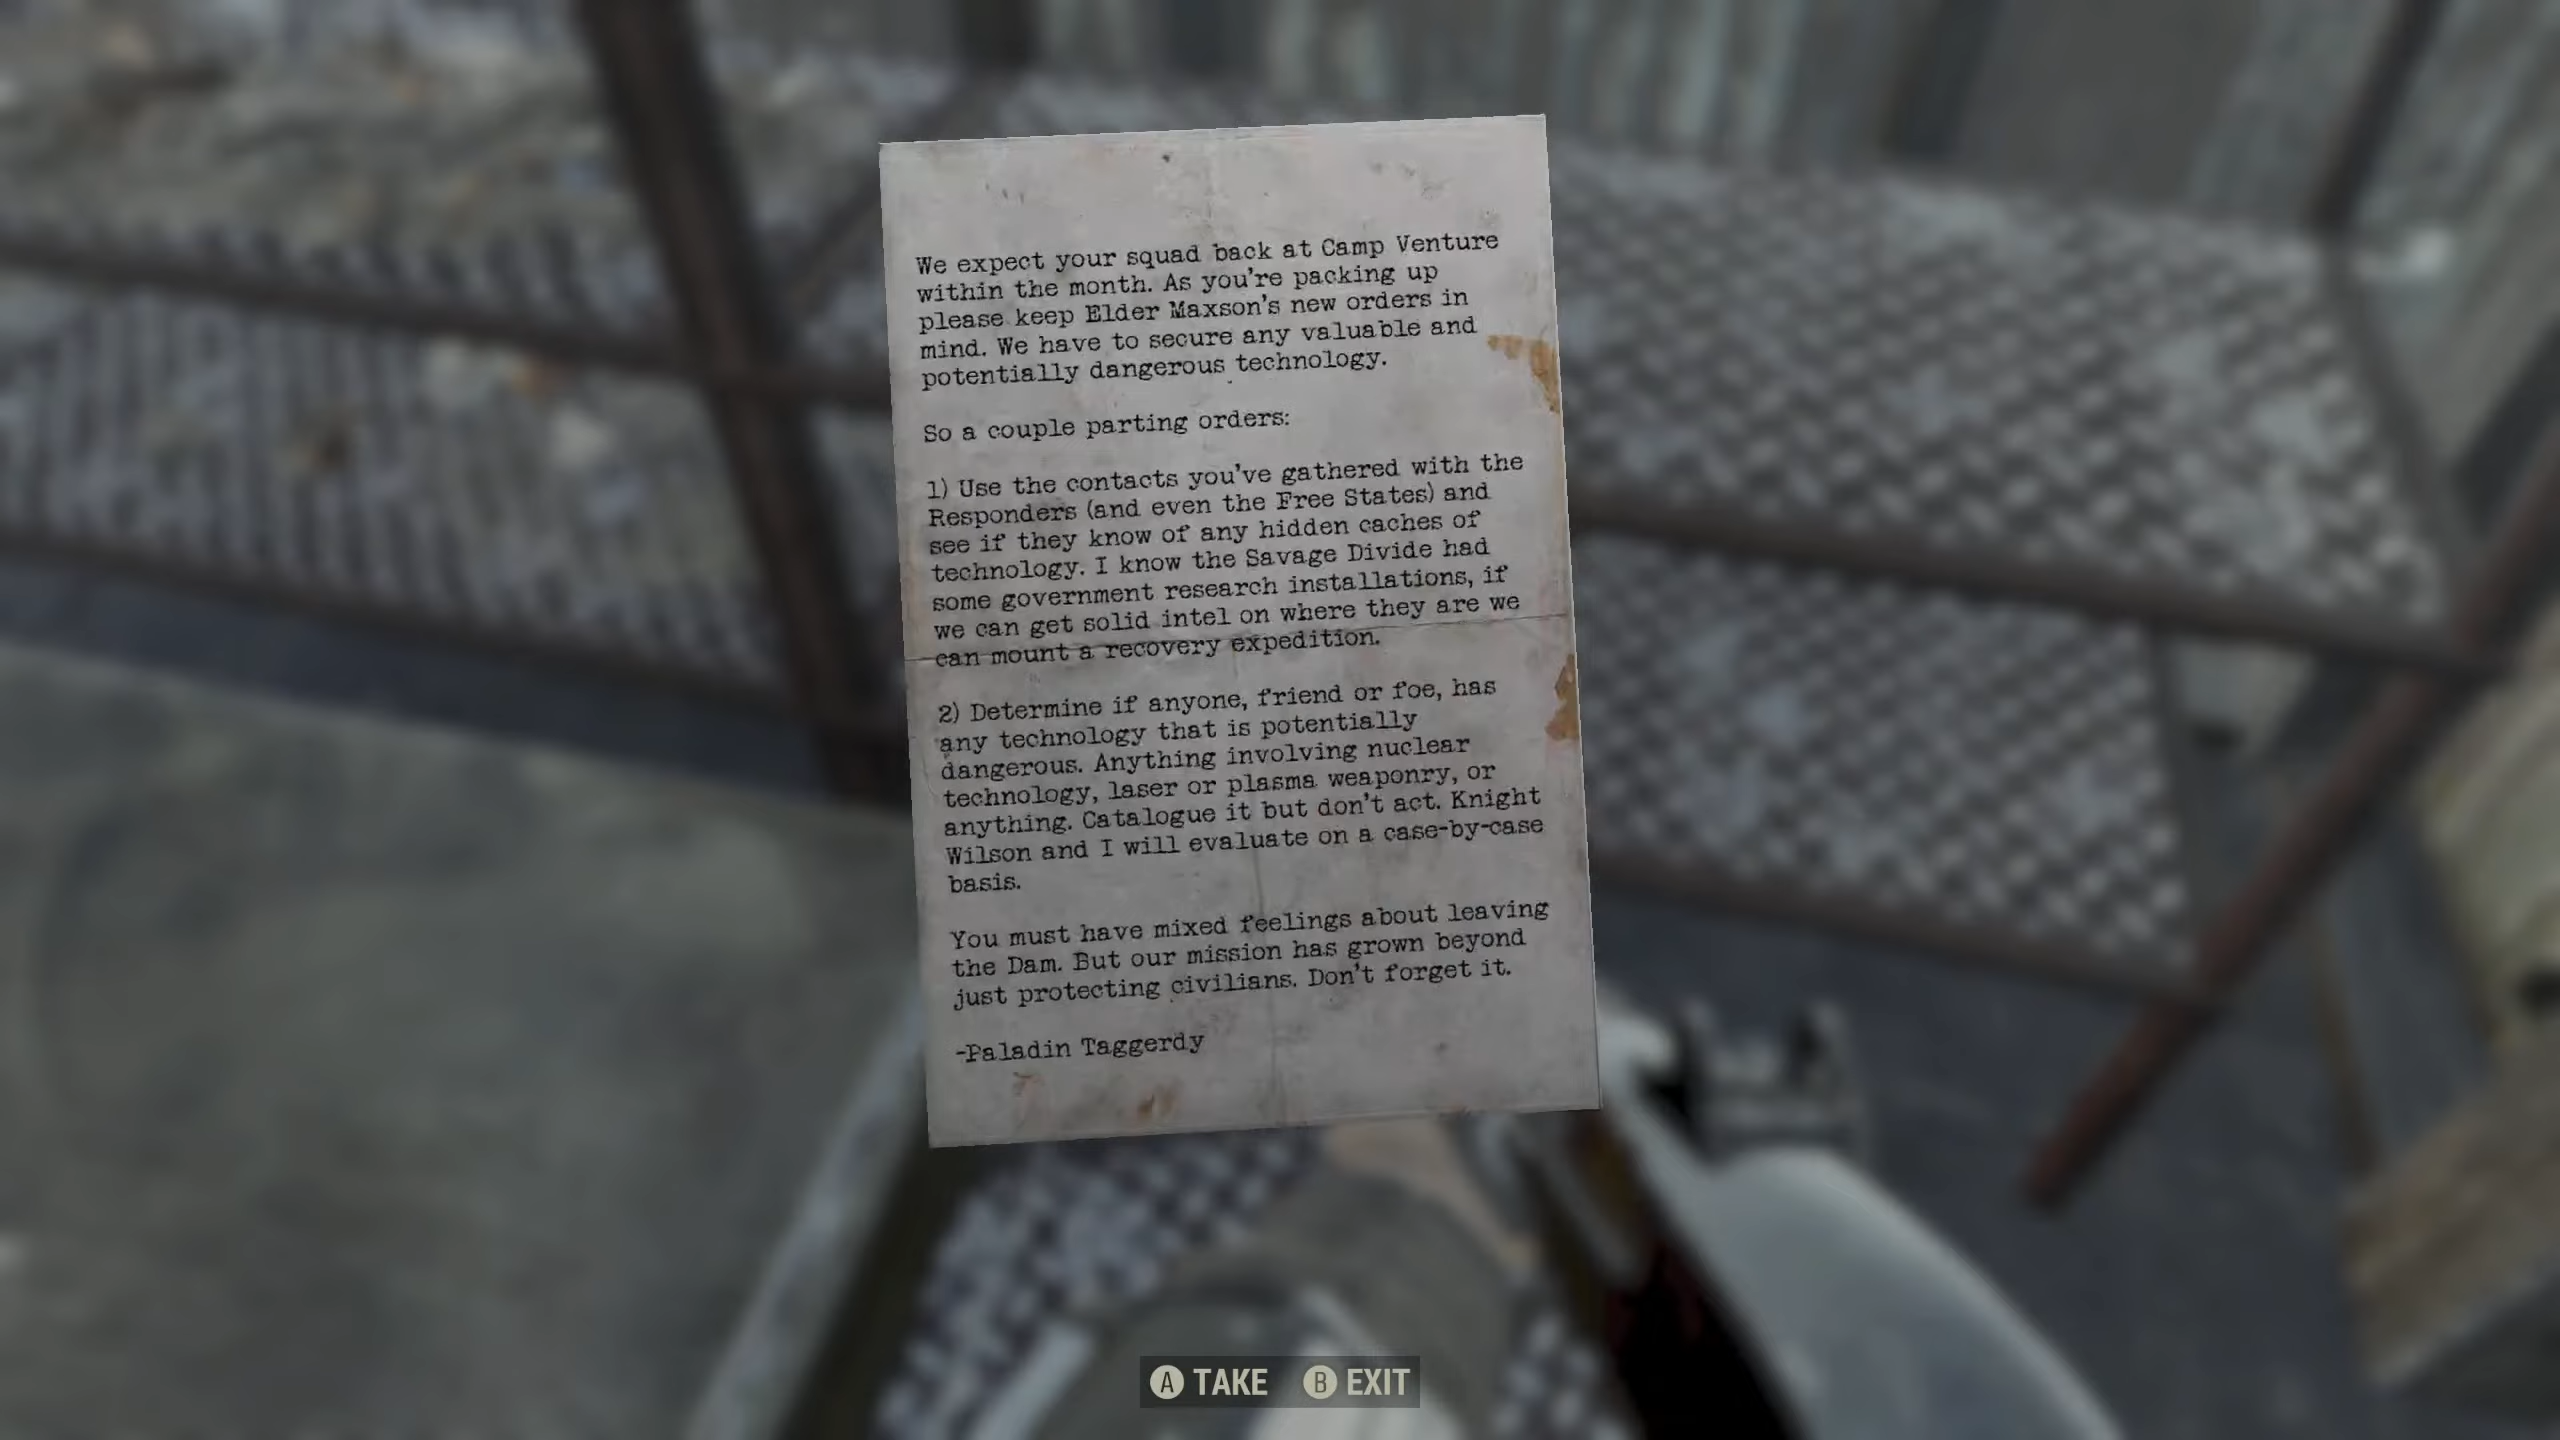 We expect your squad back at Camp Venture
within the month. As you're packing up
please keep Elder Maxson's new orders in
mind. We have to secure any valuable and
potentially dangerous technology.
So a couple parting orders:
1) Use the contacts you've gathered with the
Responders (and even the Free States) and
see if they know of any hidden caches of
technology. I know the Savage Divide had
some government research installations, if
we can get solid intel on where they are we
can mount a recovery expedition.
2) Determine if anyone, friend or foe, has
any technology that is potentially
dangerous. Anything involving nuclear
technology, laser or plasma weaponry, or
anything. Catalogue it but don't act. Knight
Wilson and I will evaluate on a case-by-case
basis.
You must have mixed feelings about leaving
the Dam. But our mission has grown beyond
just protecting civilians. Don't forget it.
-Paladin Taggerdy
A TAKE B EXIT